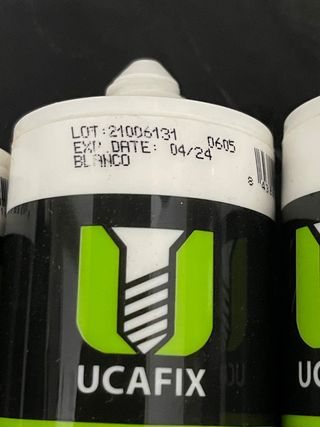 LOT:21006131 0605
EXP.DATE: 04/24
BLANCO
UCAFIX